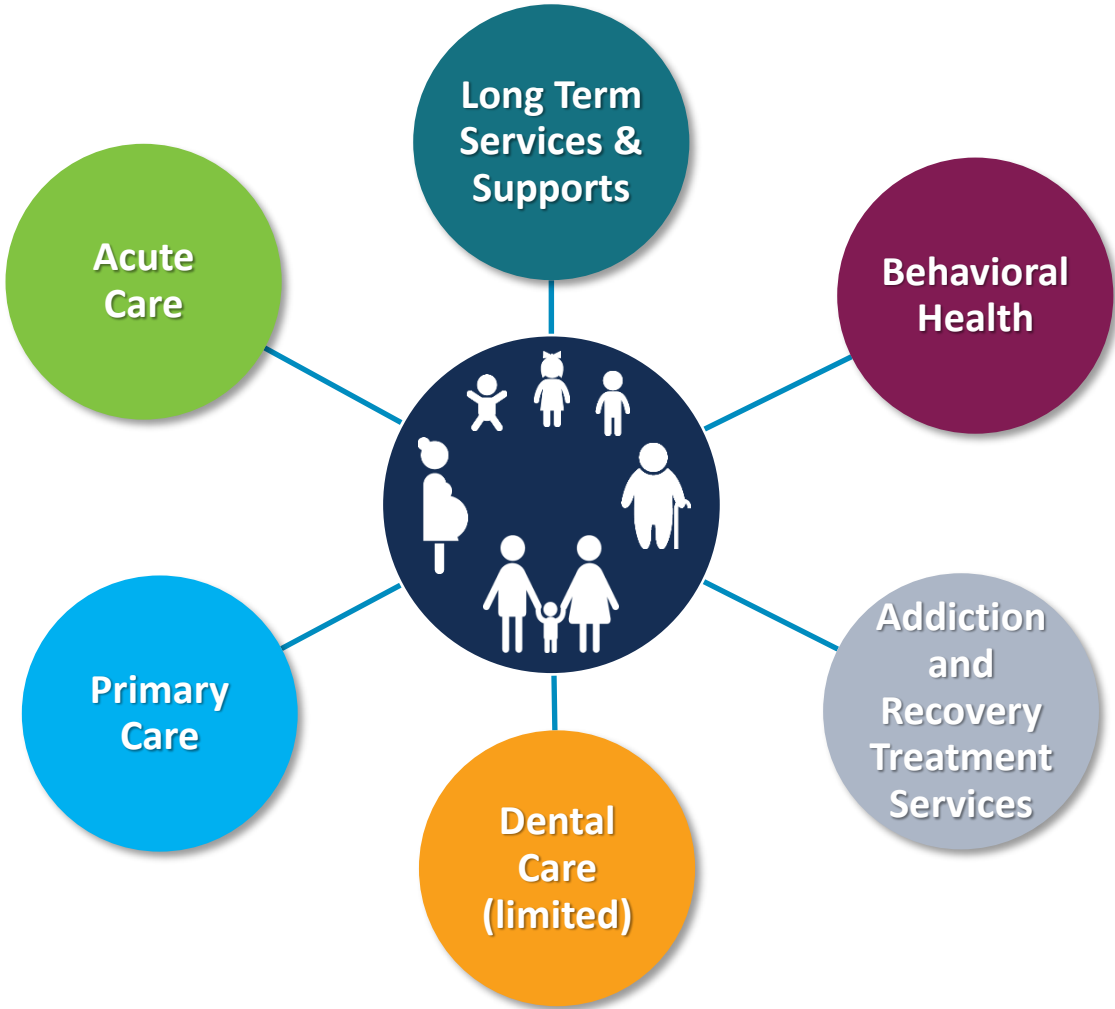 Long Term
Services &
Supports
Acute
Care
Behavioral
Health
Primary
Care
Addiction
and
Recovery
Treatment
Services
Dental
Care
(limited)